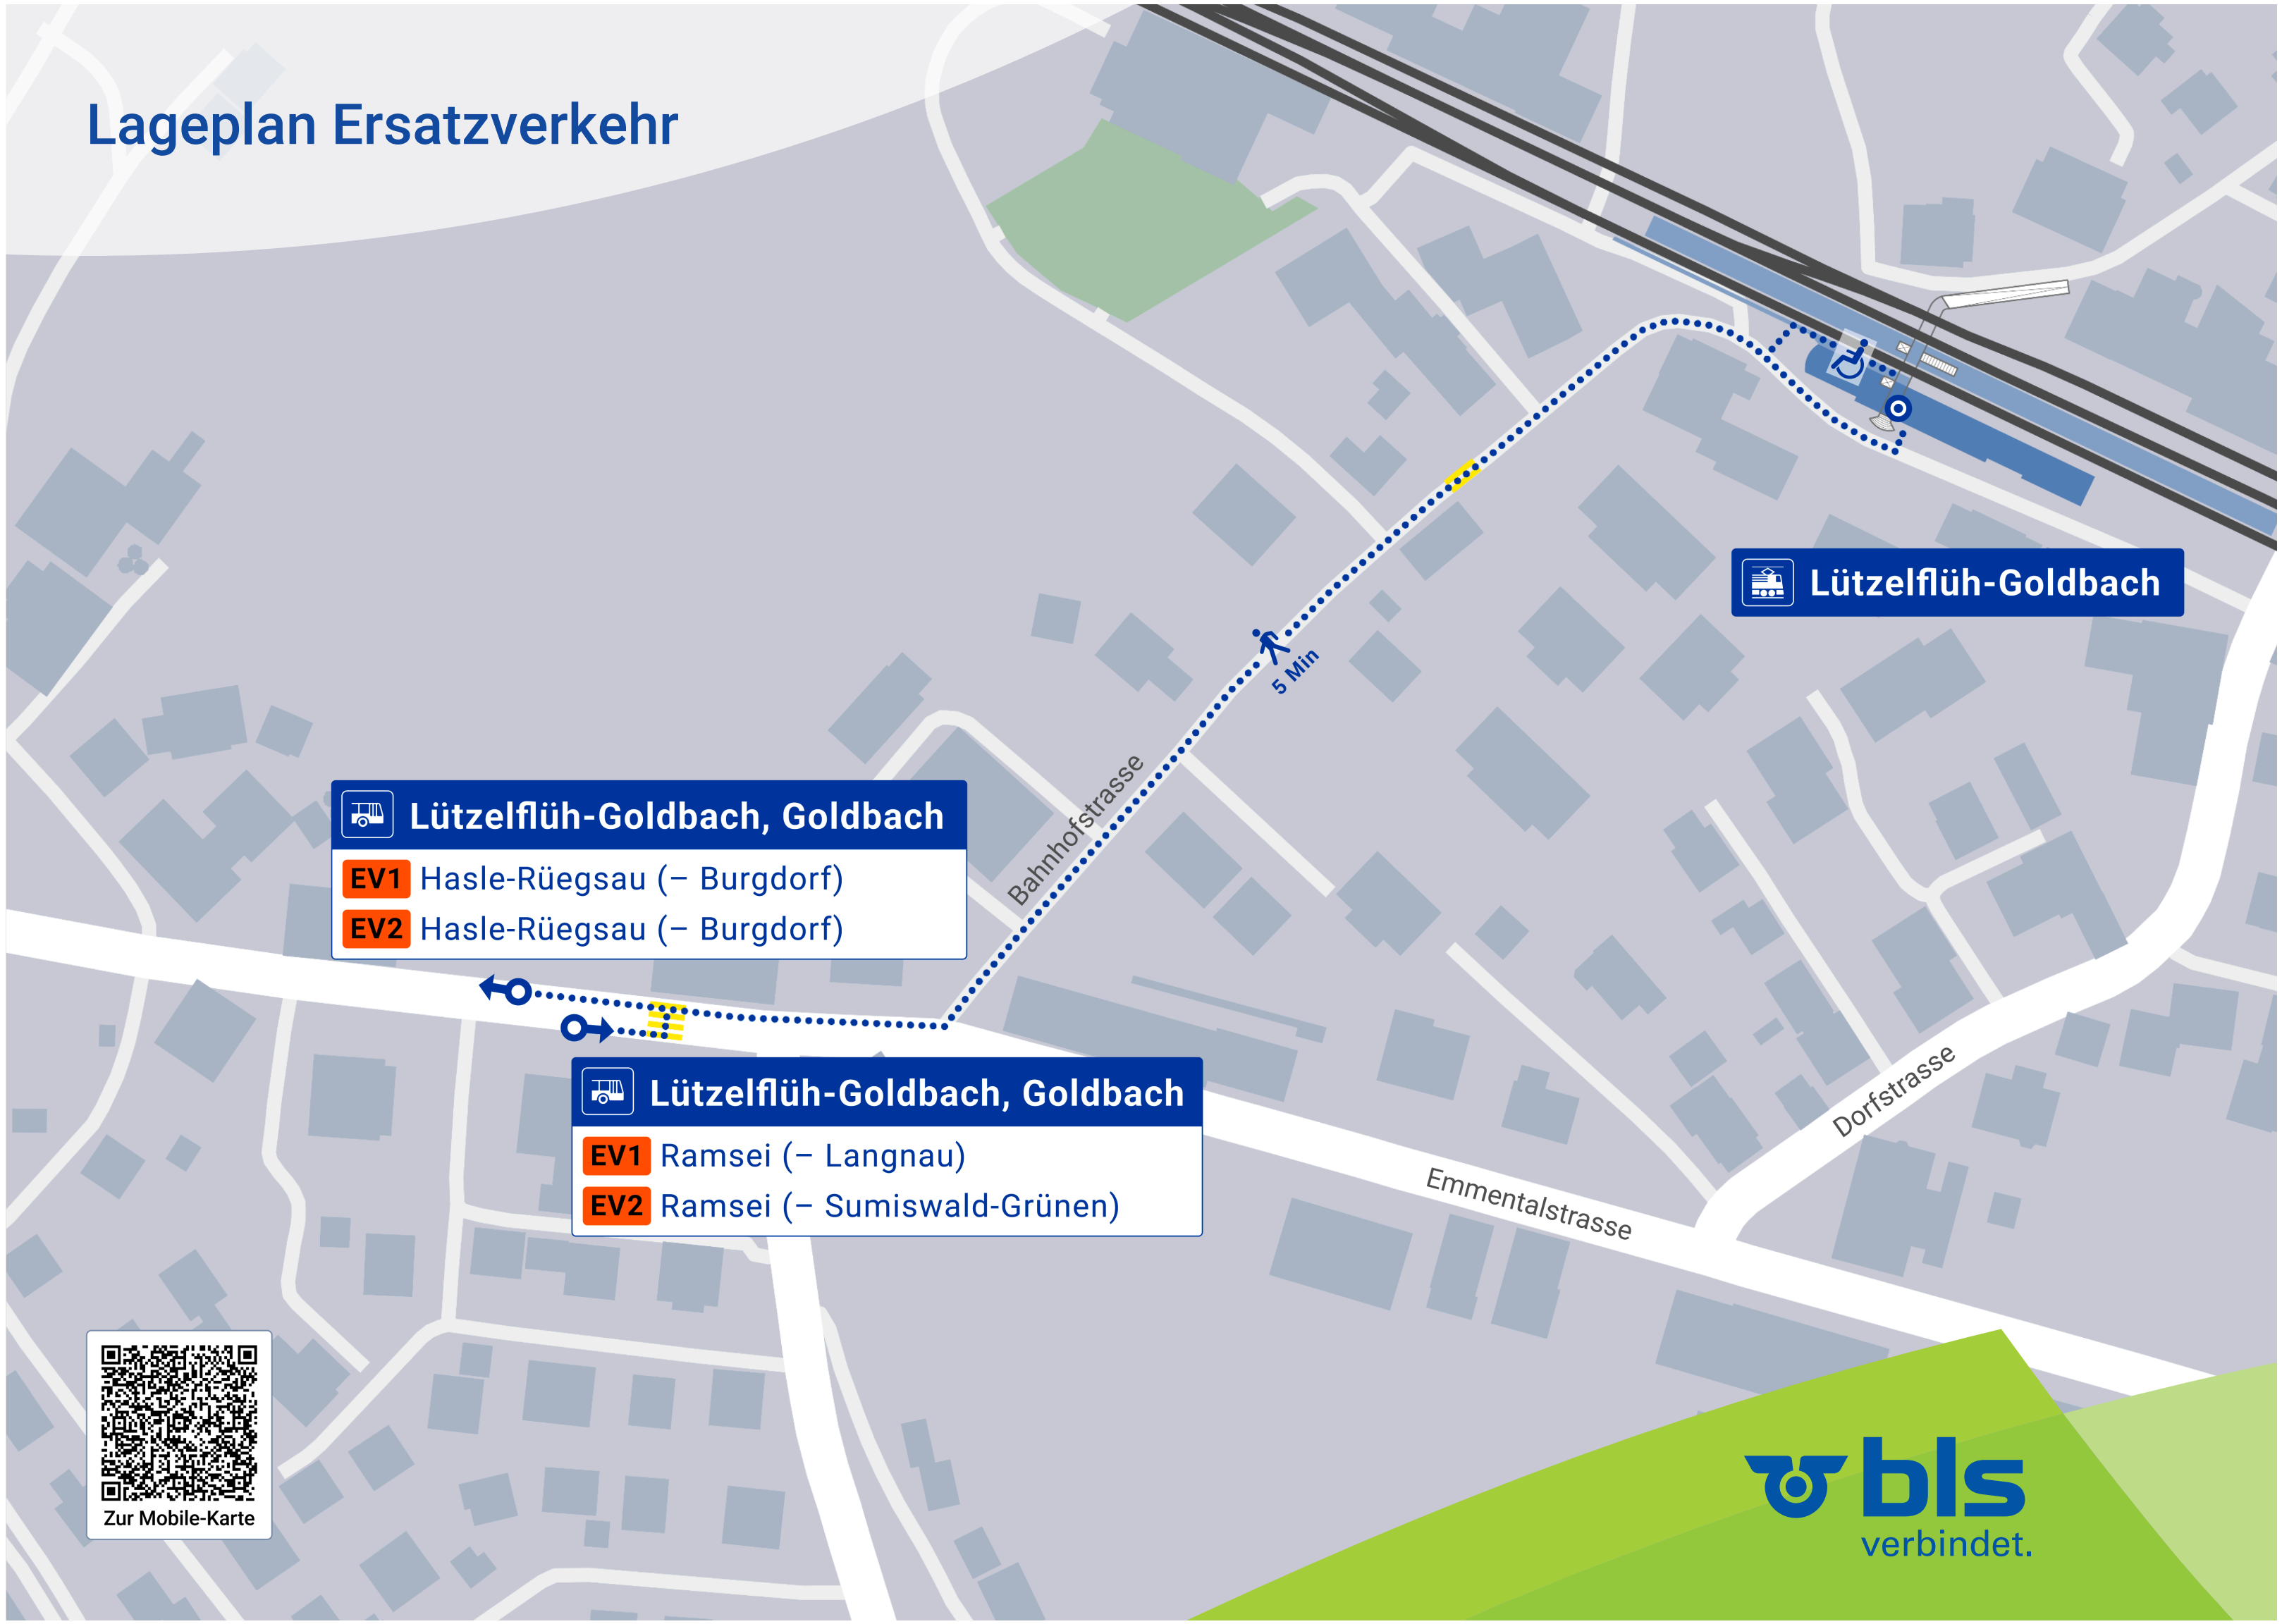 Lageplan Ersatzverkehr
Lützelflüh-Goldbach
5 Min
Bahnhofstrasse
Lützelflüh-Goldbach, Goldbach
EV1 Hasle-Rüegsau (– Burgdorf)
EV2 Hasle-Rüegsau (– Burgdorf)
Lützelflüh-Goldbach, Goldbach
EV1 Ramsei (– Langnau)
EV2 Ramsei (– Sumiswald-Grünen)
Dorfstrasse
Emmentalstrasse
Zur Mobile-Karte
bls
verbindet.